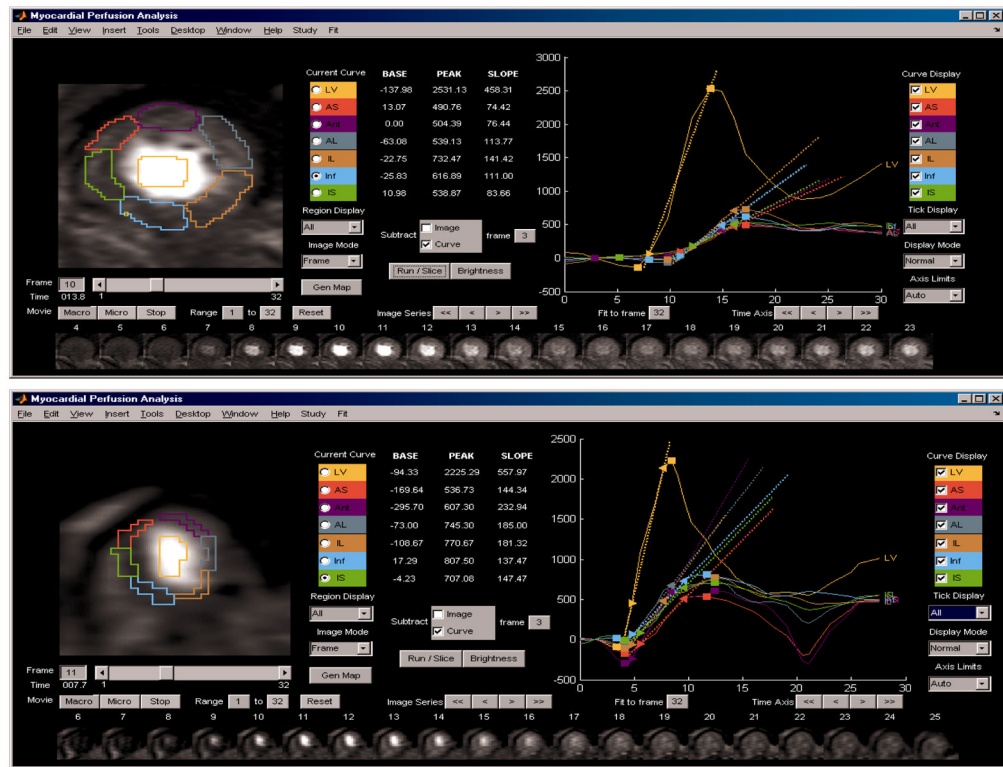 Myocardial Perfusion Analysis
File Edit View Insert Tools Desktop Window Help Study Fit
Current Curve BASE PEAK SLOPE
LV -137.98 2531.13 458.31
AS 13.07 490.76 74.42
Ant 0.00 504.39 76.44
AL -63.08 539.13 113.77
IL -22.75 732.47 141.42
Inf -25.83 616.89 111.00
IS 10.98 538.87 83.66
Region Display
All
Image Mode
Frame
Gen Map
Subtract Image Curve frame 3
Run / Slice Brightness
3000
2500
2000
1500
1000
500
0
-500
0 5 10 15 20 25 30
LV
Curve Display
LV
AS
Ant
AL
IL
Inf
IS
Tick Display
All
Display Mode
Normal
Axis Limits
Auto
Frame 10
Time 013.8 1 32
Movie Macro Micro Stop Range 1 to 32 Reset Image Series << < > >> Fit to frame 32 Time Axis << < > >>
4 5 6 7 8 9 10 11 12 13 14 15 16 17 18 19 20 21 22 23
Myocardial Perfusion Analysis
File Edit View Insert Tools Desktop Window Help Study Fit
Current Curve BASE PEAK SLOPE
LV -94.33 2225.29 557.97
AS -169.64 536.73 144.34
Ant -295.70 607.30 232.94
AL -73.00 745.30 185.00
IL -108.67 770.67 181.32
Inf 17.29 807.50 137.47
IS -4.23 707.08 147.47
Region Display
All
Image Mode
Frame
Gen Map
Subtract Image Curve frame 3
Run / Slice Brightness
2500
2000
1500
1000
500
0
-500
0 5 10 15 20 25 30
LV
Curve Display
LV
AS
Ant
AL
IL
Inf
IS
Tick Display
All
Display Mode
Normal
Axis Limits
Auto
Frame 11
Time 007.7 1 32
Movie Macro Micro Stop Range 1 to 32 Reset Image Series << < > >> Fit to frame 32 Time Axis << < > >>
6 7 8 9 10 11 12 13 14 15 16 17 18 19 20 21 22 23 24 25